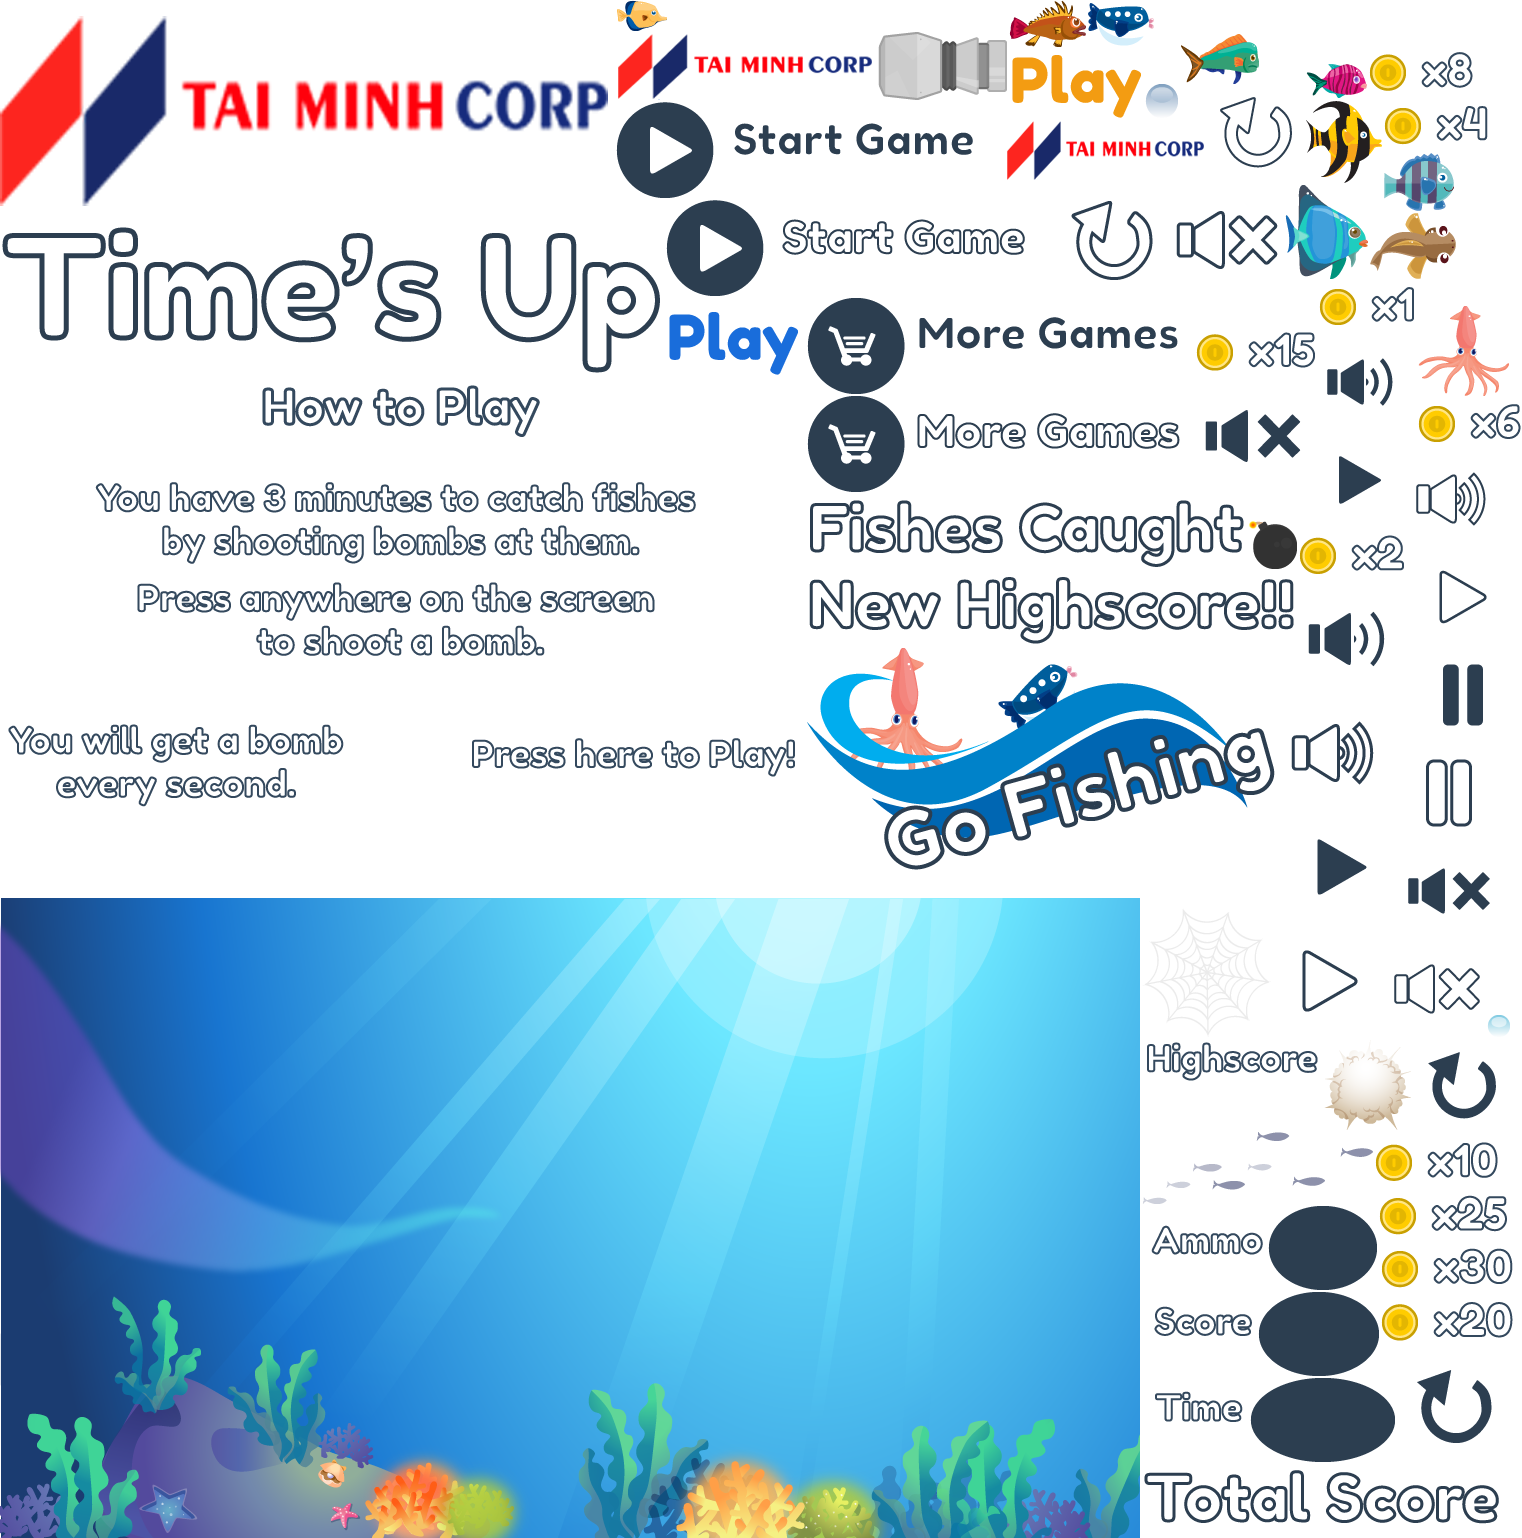 TAI MINH CORP
TAI MINH CORP
Play
x8
x4
Start Game
TAI MINH CORP
Start Game
Time's Up
Play
More Games
x15
x1
How to Play
More Games
x6
You have 3 minutes to catch fishes
by shooting bombs at them.
Press anywhere on the screen
to shoot a bomb.
Fishes Caught
x2
New Highscore!!
You will get a bomb
every second.
Press here to Play!
Go Fishing
Highscore
x10
x25
Ammo
x30
Score
x20
Time
Total Score